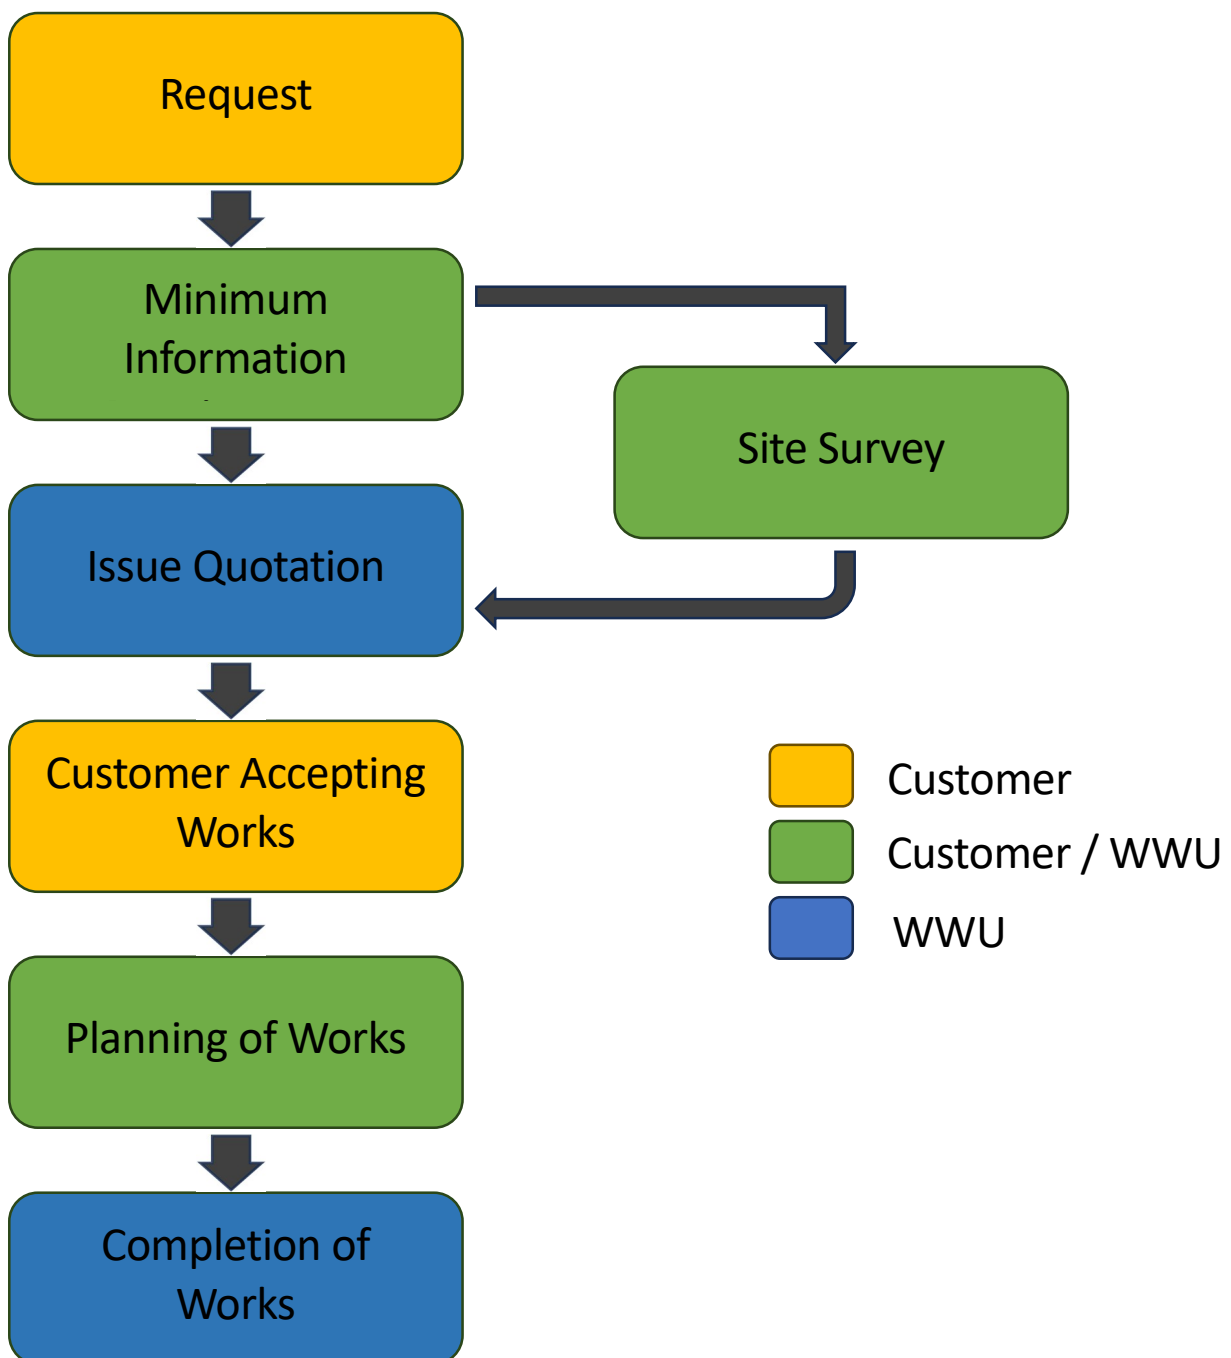 Request
Minimum
Information
Site Survey
Issue Quotation
Customer Accepting
Works
Customer
Customer / WWU
WWU
Planning of Works
Completion of
Works